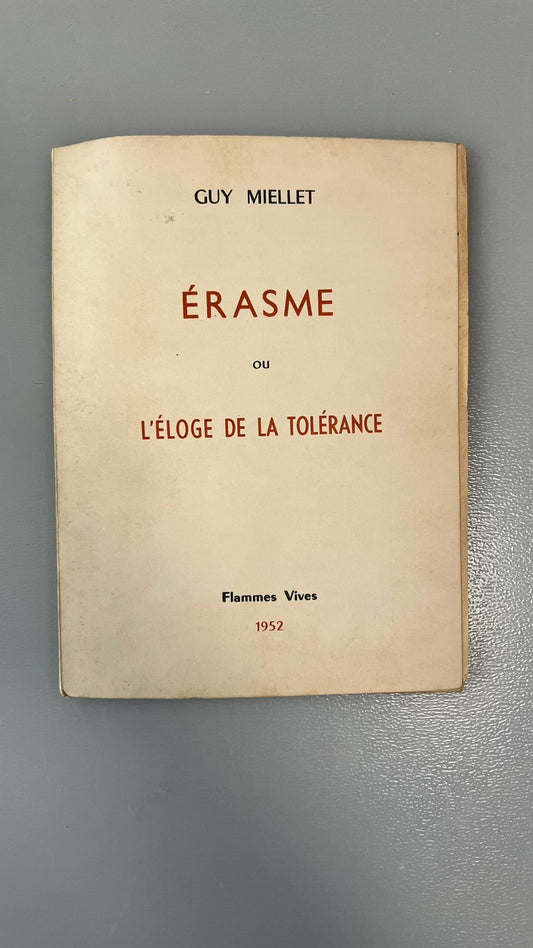 GUY MIELLET
ÉRASME
OU
L'ÉLOGE DE LA TOLÉRANCE
Flammes Vives
1952